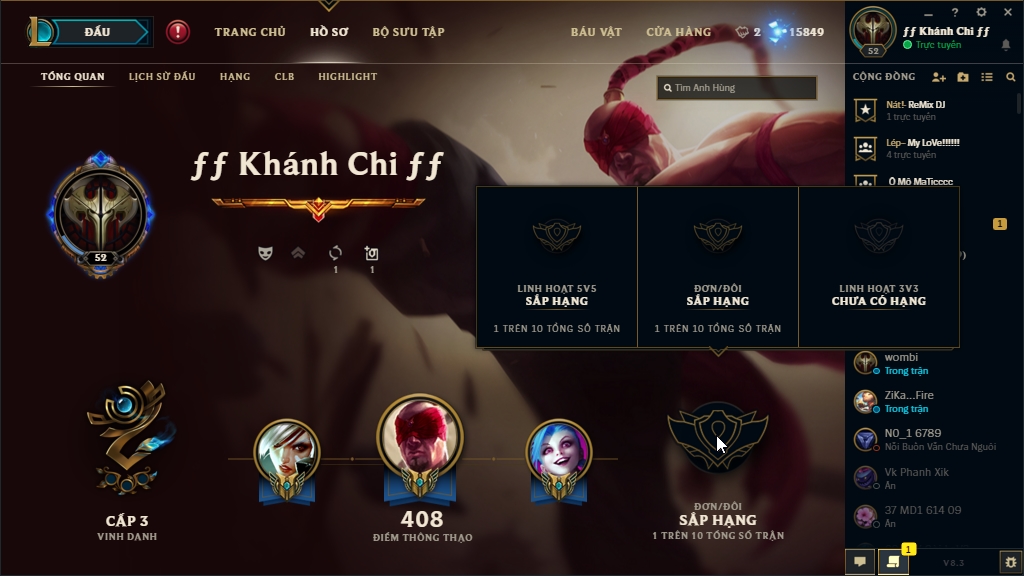 ĐẤU
TRANG CHỦ
HỒ SƠ
BỘ SƯU TẬP
BÁU VẬT
CỬA HÀNG
2
15849
52
ƒƒ Khánh Chi ƒƒ
Trực tuyến
TỔNG QUAN
LỊCH SỬ ĐẤU
HẠNG
CLB
HIGHLIGHT
Tìm Anh Hùng
CỘNG ĐỒNG
Nát!- ReMix DJ
1 trực tuyến
Lép~ My LoVe!!!!!!
4 trực tuyến
Ô Mô MaTicccc
1
ƒƒ Khánh Chi ƒƒ
52
1
1
LINH HOẠT 5V5
SẮP HẠNG
1 TRÊN 10 TỔNG SỐ TRẬN
ĐƠN/ĐÔI
SẮP HẠNG
1 TRÊN 10 TỔNG SỐ TRẬN
LINH HOẠT 3V3
CHƯA CÓ HẠNG
wombi
Trong trận
ZiKa...Fire
Trong trận
N0_1 6789
Nỗi Buồn Vẫn Chưa Nguôi
Vk Phanh Xik
Ẩn
37 MD1 614 09
Ẩn
CẤP 3
VINH DANH
408
ĐIỂM THÔNG THẠO
ĐƠN/ĐÔI
SẮP HẠNG
1 TRÊN 10 TỔNG SỐ TRẬN
1
V8.3